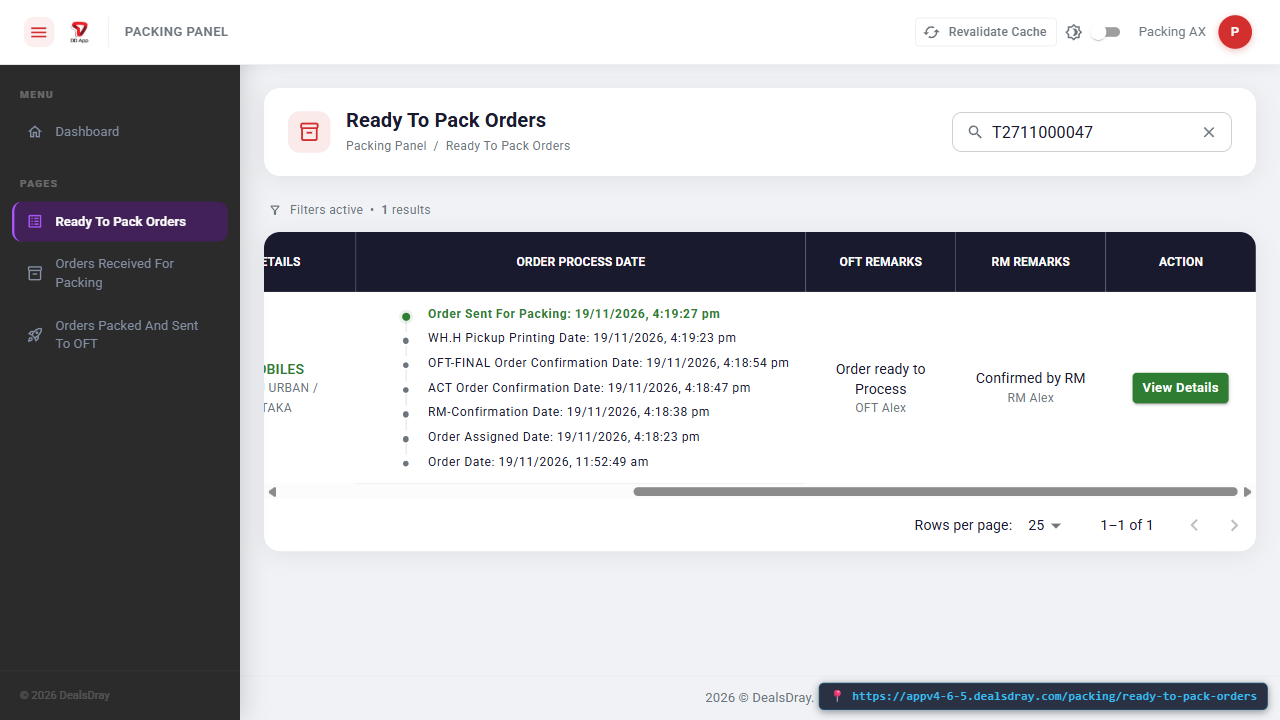 DD App
PACKING PANEL
Revalidate Cache
Packing AX
P
MENU
Dashboard
PAGES
Ready To Pack Orders
Orders Received For
Packing
Orders Packed And Sent
To OFT
© 2026 DealsDray
Ready To Pack Orders
Packing Panel / Ready To Pack Orders
T2711000047
Filters active • 1 results
ETAILS
ORDER PROCESS DATE
OFT REMARKS
RM REMARKS
ACTION
OBILES
URBAN /
TAKA
Order Sent For Packing: 19/11/2026, 4:19:27 pm
WH.H Pickup Printing Date: 19/11/2026, 4:19:23 pm
OFT-FINAL Order Confirmation Date: 19/11/2026, 4:18:54 pm
ACT Order Confirmation Date: 19/11/2026, 4:18:47 pm
RM-Confirmation Date: 19/11/2026, 4:18:38 pm
Order Assigned Date: 19/11/2026, 4:18:23 pm
Order Date: 19/11/2026, 11:52:49 am
Order ready to
Process
OFT Alex
Confirmed by RM
RM Alex
View Details
Rows per page: 25
1–1 of 1
2026 © DealsDray.
https://appv4-6-5.dealsdray.com/packing/ready-to-pack-orders